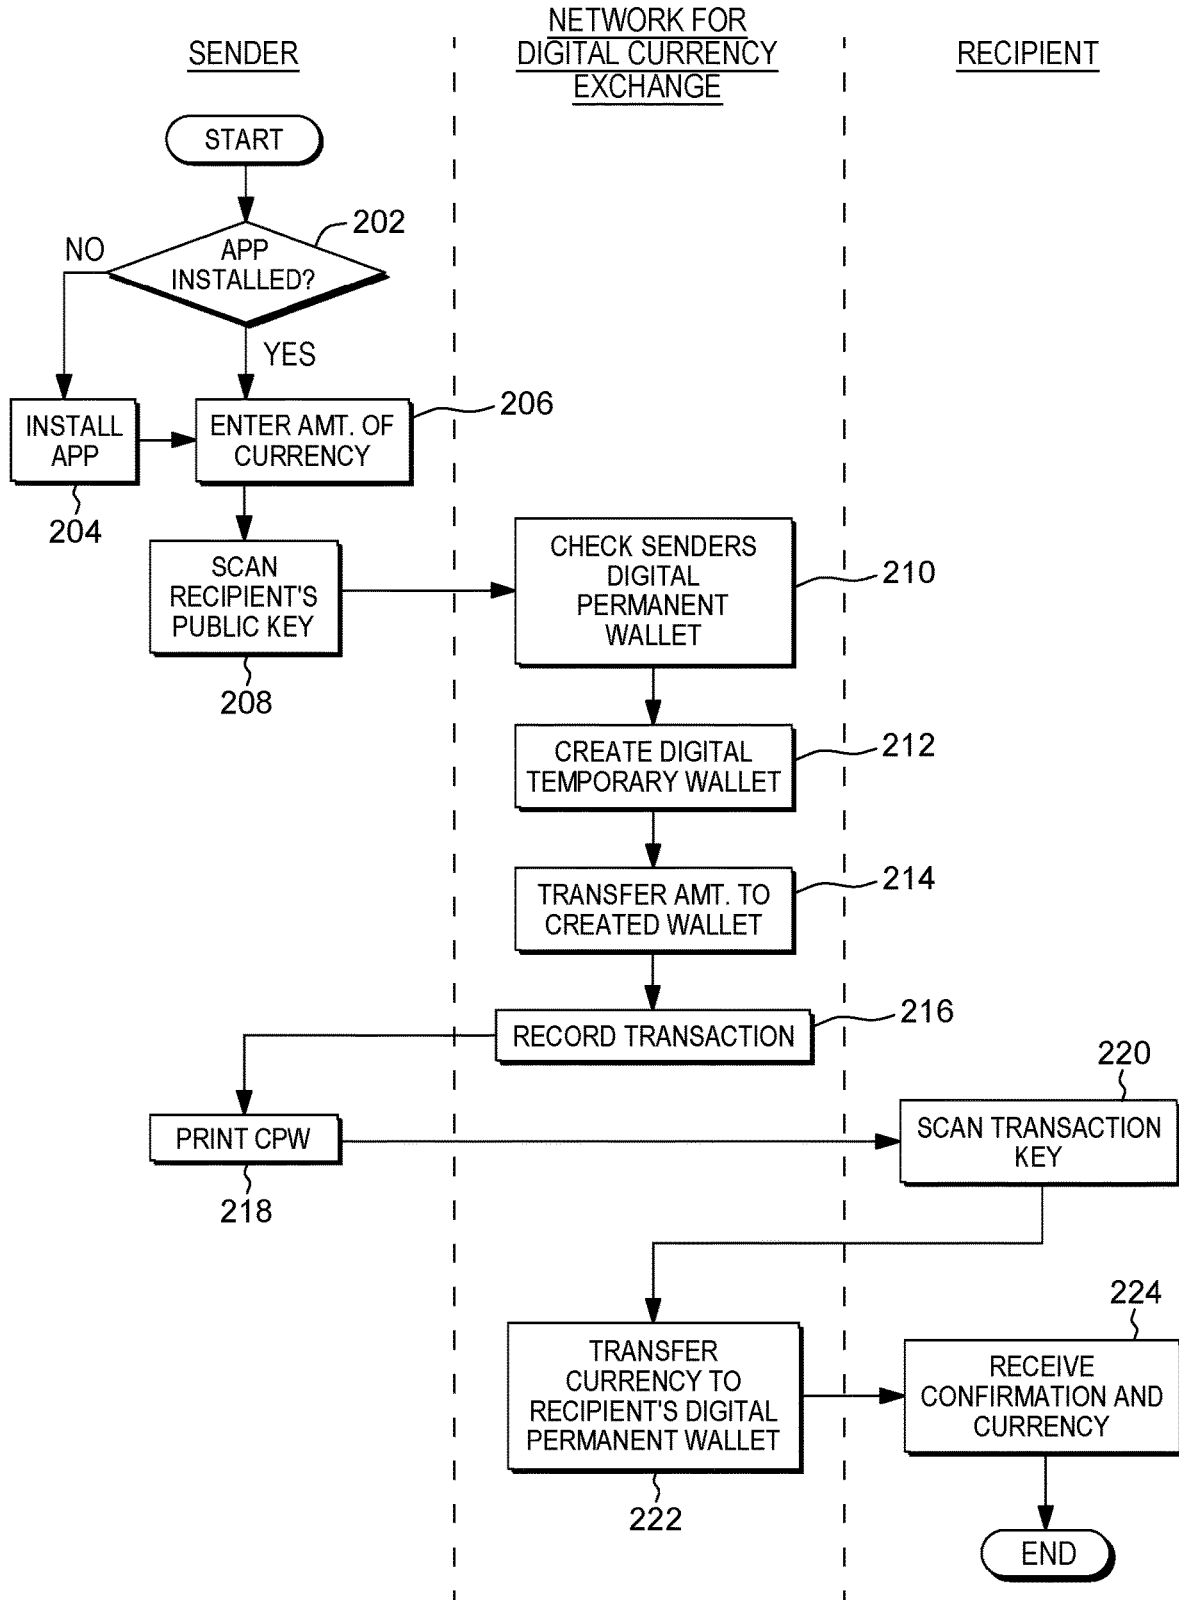 SENDER
NETWORK FOR
DIGITAL CURRENCY
EXCHANGE
RECIPIENT
START
202
APP
INSTALLED?
NO
YES
INSTALL
APP
204
ENTER AMT. OF
CURRENCY
206
SCAN
RECIPIENT'S
PUBLIC KEY
208
CHECK SENDERS
DIGITAL
PERMANENT
WALLET
210
CREATE DIGITAL
TEMPORARY WALLET
212
TRANSFER AMT. TO
CREATED WALLET
214
RECORD TRANSACTION
216
PRINT CPW
218
220
SCAN TRANSACTION
KEY
TRANSFER
CURRENCY TO
RECIPIENT'S DIGITAL
PERMANENT WALLET
222
224
RECEIVE
CONFIRMATION AND
CURRENCY
END